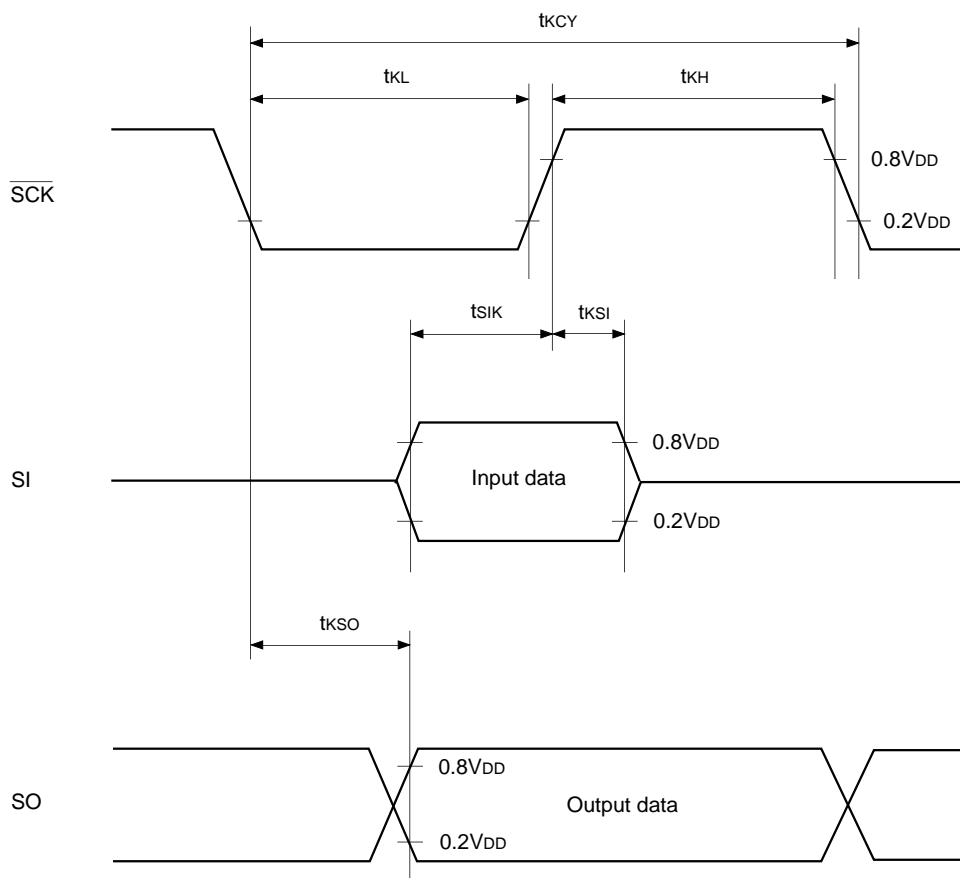 tKCY
tKL
tKH
SCK
0.8VDD
0.2VDD
tSIK
tKSI
SI
Input data
0.8VDD
0.2VDD
tKSO
SO
0.8VDD
Output data
0.2VDD